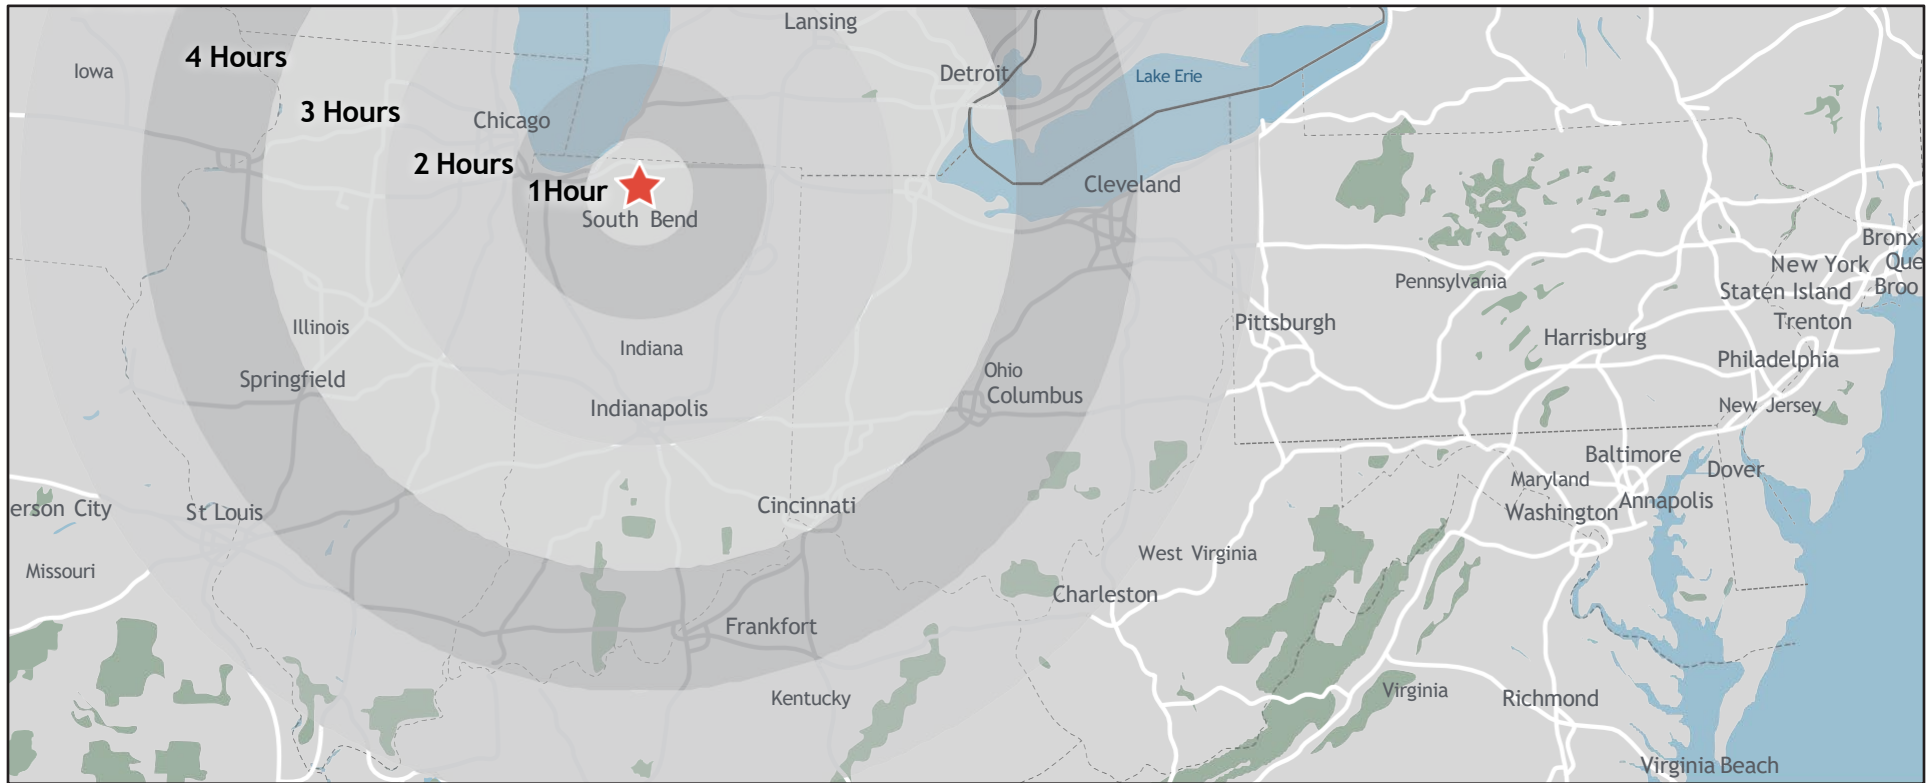 Lansing
4 Hours
Iowa
Detroit
Lake Erie
3 Hours
Chicago
2 Hours
1Hour
Cleveland
South Bend
Bronx
New York
Que
Pennsylvania
Staten Island
Broo
Pittsburgh
Trenton
Illinois
Harrisburg
Indiana
Philadelphia
Springfield
Ohio
Columbus
Indianapolis
New Jersey
Baltimore
Dover
Maryland
Annapolis
erson City
St Louis
Cincinnati
Washington
West Virginia
Missouri
Charleston
Frankfort
Kentucky
Virginia
Richmond
Virginia Beach